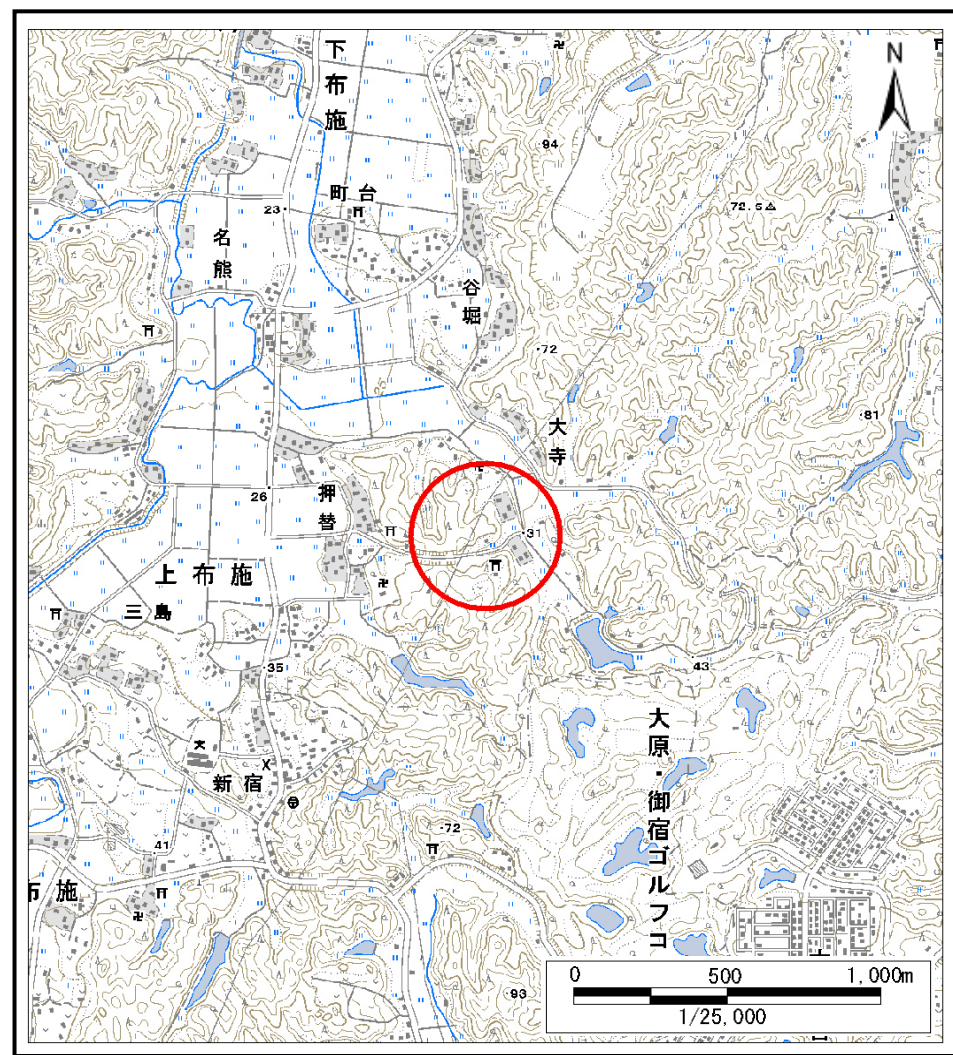 下布施
N
94
町台
23
72.5
名熊
谷堀
72
81
大寺
26
押替
31
上布施
三島
43
35
大原・御宿ゴルフコ
新宿
72
41
布施
93
0 500 1,000m
1/25,000